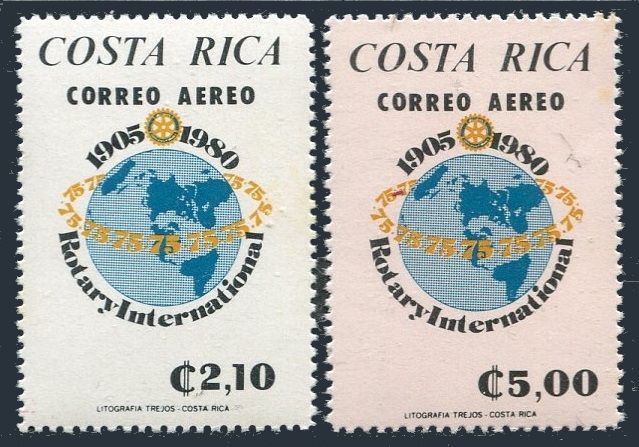 COSTA RICA
CORREO AEREO
1905 1980
75 75 75 75 75 75 75 75 75 75 75
Rotary International
₡2,10
LITOGRAFIA TREJOS - COSTA RICA
COSTA RICA
CORREO AEREO
1905 1980
75 75 75 75 75 75 75 75 75 75 75
Rotary International
₡5,00
LITOGRAFIA TREJOS - COSTA RICA